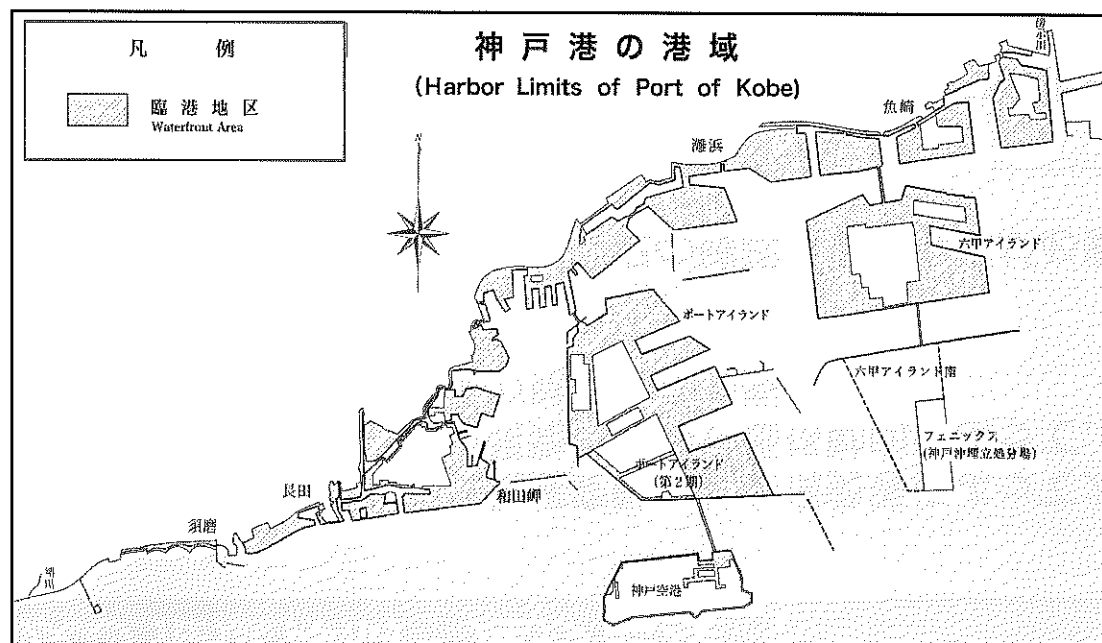 凡 例
臨港地区
Waterfront Area
神戸港の港域
(Harbor Limits of Port of Kobe)
N
魚崎
灘浜
六甲アイランド
ポートアイランド
六甲アイランド南
フェニックス
(神戸沖埋立処分場)
ポートアイランド
(第2期)
和田岬
長田
須磨
神戸空港